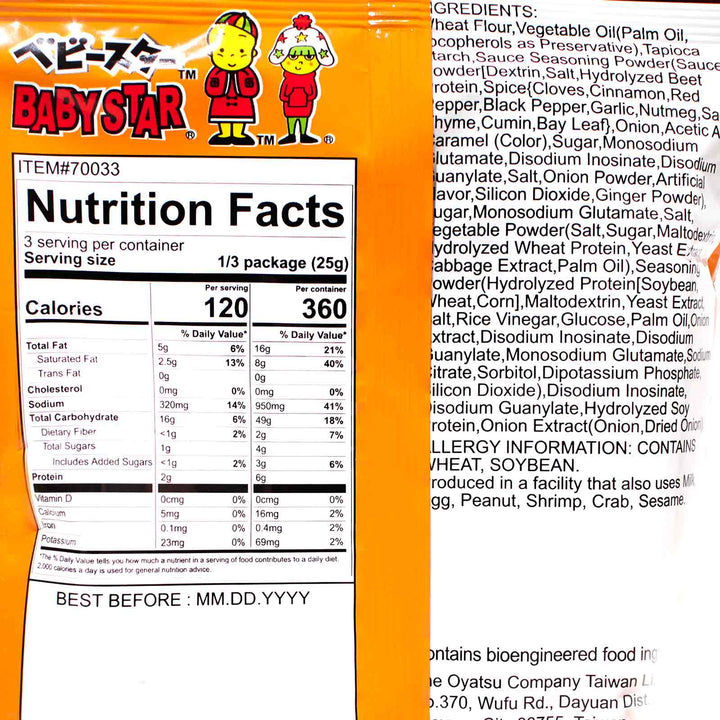 ベビースター TM
BABY STAR ® TM ®
ITEM#70033
Nutrition Facts
3 serving per container
Serving size 1/3 package (25g)
Per serving Per container
Calories 120 360
% Daily Value* % Daily Value*
Total Fat 5g 6% 16g 21%
Saturated Fat 2.5g 13% 8g 40%
Trans Fat 0g 0g
Cholesterol 0mg 0% 0mg 0%
Sodium 320mg 14% 950mg 41%
Total Carbohydrate 16g 6% 49g 18%
Dietary Fiber <1g 2% 2g 7%
Total Sugars 1g 4g
Includes Added Sugars <1g 2% 3g 6%
Protein 2g 6g
Vitamin D 0cmg 0% 0cmg 0%
Calcium 5mg 0% 16mg 2%
Iron 0.1mg 0% 0.4mg 2%
Potassium 23mg 0% 69mg 2%
*The % Daily Value tells you how much a nutrient in a serving of food contributes to a daily diet.
2,000 calories a day is used for general nutrition advice.
BEST BEFORE : MM.DD.YYYY
GREDIENTS:
heat Flour,Vegetable Oil(Palm Oil,
ocopherols as Preservative),Tapioca
tarch,Sauce Seasoning Powder(Sauce
owder[Dextrin,Salt,Hydrolyzed Beet
rotein,Spice{Cloves,Cinnamon,Red
epper,Black Pepper,Garlic,Nutmeg,Sa
hyme,Cumin,Bay Leaf},Onion,Acetic A
aramel (Color),Sugar,Monosodium
lutamate,Disodium Inosinate,Disodium
uanylate,Salt,Onion Powder,Artificial
lavor,Silicon Dioxide,Ginger Powder),
ugar,Monosodium Glutamate,Salt,
egetable Powder(Salt,Sugar,Maltodextrin,
ydrolyzed Wheat Protein,Yeast Extract,
abbage Extract,Palm Oil),Seasoning
owder(Hydrolyzed Protein[Soybean,
heat,Corn],Maltodextrin,Yeast Extract,
alt,Rice Vinegar,Glucose,Palm Oil,Onion
xtract,Disodium Inosinate,Disodium
uanylate,Monosodium Glutamate,Sodium
itrate,Sorbitol,Dipotassium Phosphate,
ilicon Dioxide),Disodium Inosinate,
isodium Guanylate,Hydrolyzed Soy
rotein,Onion Extract(Onion,Dried Onion)
LLERGY INFORMATION: CONTAINS
HEAT, SOYBEAN.
roduced in a facility that also uses Milk,
gg, Peanut, Shrimp, Crab, Sesame.
ontains bioengineered food ing
he Oyatsu Company Taiwan L
.370, Wufu Rd., Dayuan Dist.